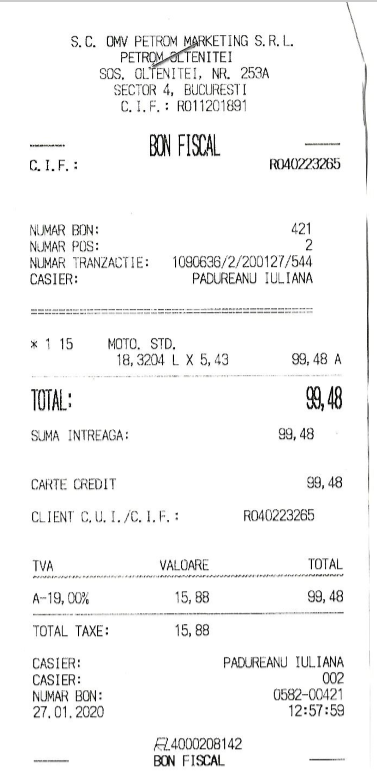 S.C. OMV PETROM MARKETING S.R.L.
PETROM OLTENITEI
SOS. OLTENITEI, NR. 253A
SECTOR 4, BUCURESTI
C.I.F.: RO11201891
BON FISCAL
C.I.F.: RO40223265
NUMAR BON: 421
NUMAR POS: 2
NUMAR TRANZACTIE: 1090636/2/200127/544
CASIER: PADUREANU IULIANA
* 1 15 MOTO. STD.
18,3204 L X 5,43 99,48 A
TOTAL: 99,48
SUMA INTREAGA: 99,48
CARTE CREDIT 99,48
CLIENT C.U.I./C.I.F.: RO40223265
TVA VALOARE TOTAL
A-19,00% 15,88 99,48
TOTAL TAXE: 15,88
CASIER: PADUREANU IULIANA
CASIER: 002
NUMAR BON: 0582-00421
27.01.2020 12:57:59
4000208142
BON FISCAL